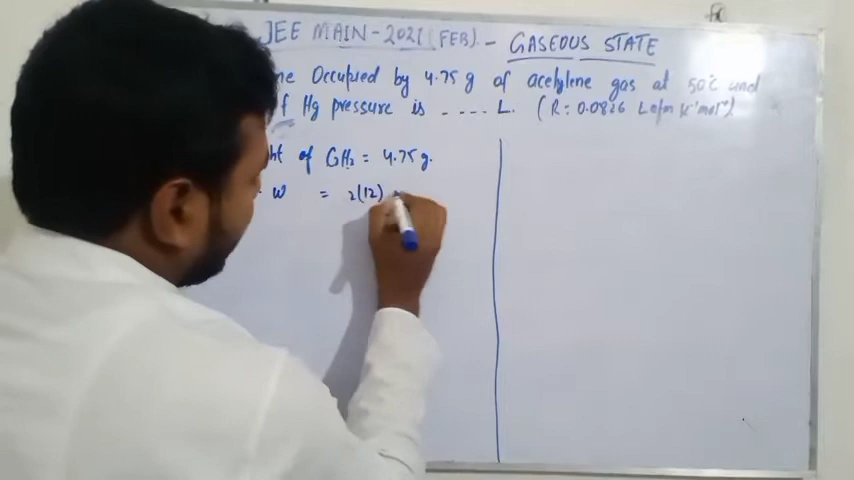 JEE MAIN-2021 (FEB). - GASEOUS STATE
Occupied by 4.75 g of acetylene gas at 50°C and
Hg pressure is .... L. (R = 0.0826 L atm K⁻¹ mol⁻¹)
of C₂H₂ = 4.75 g.
w = 2(12)